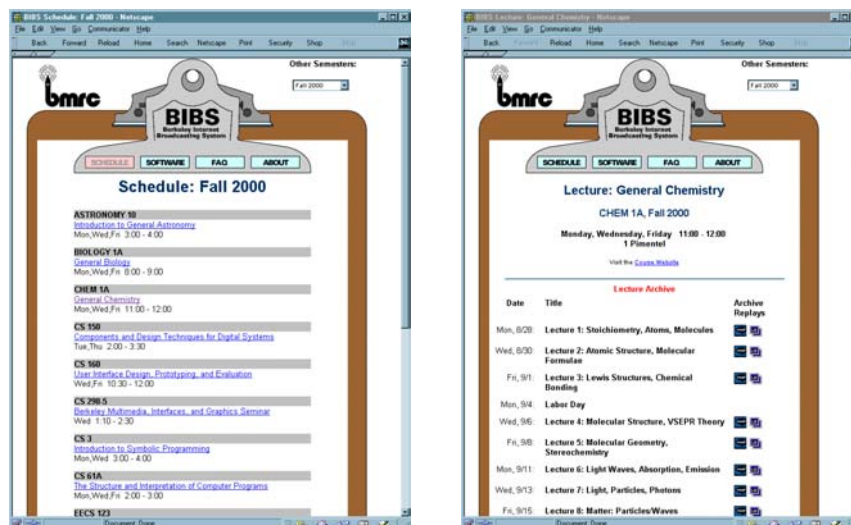 BIBS Schedule: Fall 2000 - Netscape
File Edit View Go Communicator Help
Back Forward Reload Home Search Netscape Print Security Shop
Other Semesters:
Fall 2000
bmrc
BIBS
Berkeley Internet
Broadcasting System
SCHEDULE SOFTWARE FAQ ABOUT
Schedule: Fall 2000
ASTRONOMY 10
Introduction to General Astronomy
Mon,Wed,Fri 3:00 - 4:00
BIOLOGY 1A
General Biology
Mon,Wed,Fri 8:00 - 9:00
CHEM 1A
General Chemistry
Mon,Wed,Fri 11:00 - 12:00
CS 150
Components and Design Techniques for Digital Systems
Tue,Thu 2:00 - 3:30
CS 160
User Interface Design, Prototyping, and Evaluation
Wed,Fri 10:30 - 12:00
CS 298-5
Berkeley Multimedia, Interfaces, and Graphics Seminar
Wed 1:10 - 2:30
CS 3
Introduction to Symbolic Programming
Mon,Wed 3:00 - 4:00
CS 61A
The Structure and Interpretation of Computer Programs
Mon,Wed,Fri 2:00 - 3:00
EECS 123
Document: Done
BIBS Lecture: General Chemistry - Netscape
File Edit View Go Communicator Help
Back Forward Reload Home Search Netscape Print Security Shop
Other Semesters:
Fall 2000
bmrc
BIBS
Berkeley Internet
Broadcasting System
SCHEDULE SOFTWARE FAQ ABOUT
Lecture: General Chemistry
CHEM 1A, Fall 2000
Monday, Wednesday, Friday 11:00 - 12:00
1 Pimentel
Visit the Course Website
Lecture Archive
Date Title Archive Replays
Mon, 8/28: Lecture 1: Stoichiometry, Atoms, Molecules
Wed, 8/30: Lecture 2: Atomic Structure, Molecular
Formulae
Fri, 9/1: Lecture 3: Lewis Structures, Chemical
Bonding
Mon, 9/4: Labor Day
Wed, 9/6: Lecture 4: Molecular Structure, VSEPR Theory
Fri, 9/8: Lecture 5: Molecular Geometry,
Stereochemistry
Mon, 9/11: Lecture 6: Light Waves, Absorption, Emission
Wed, 9/13: Lecture 7: Light, Particles, Photons
Fri, 9/15: Lecture 8: Matter: Particles/Waves
Document: Done